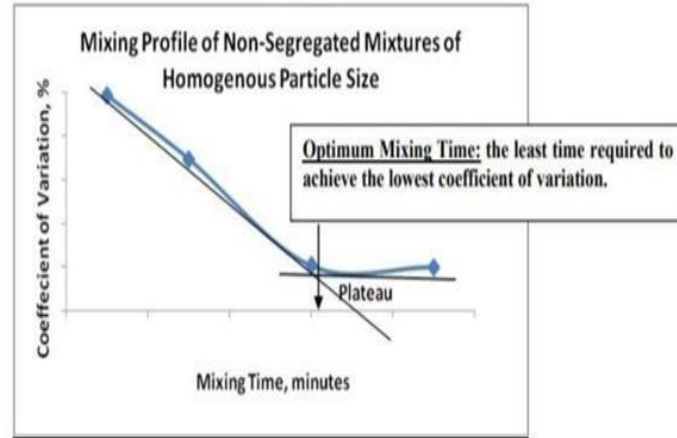 Mixing Profile of Non-Segregated Mixtures of
Homogenous Particle Size
Coeffecient of Variation, %
Optimum Mixing Time: the least time required to
achieve the lowest coefficient of variation.
Plateau
Mixing Time, minutes